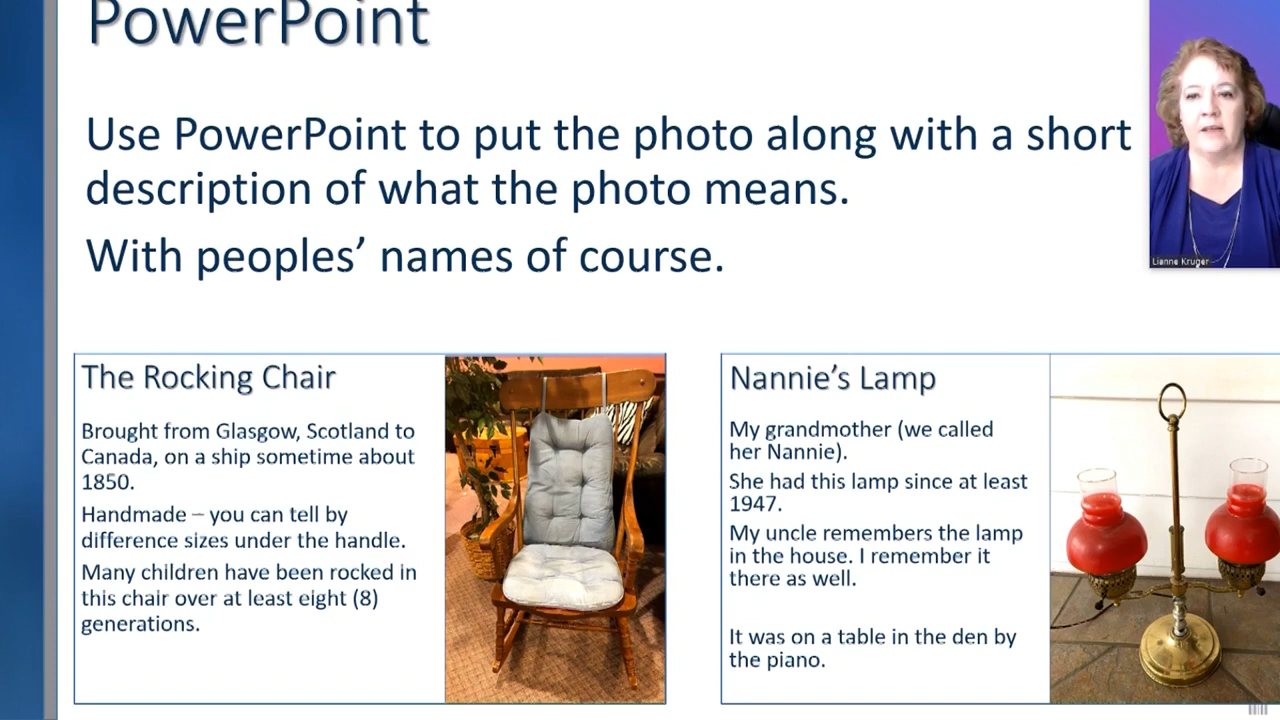 PowerPoint
Use PowerPoint to put the photo along with a short
description of what the photo means.
With peoples’ names of course.
Lianne Kruger
The Rocking Chair
Brought from Glasgow, Scotland to
Canada, on a ship sometime about
1850.
Handmade – you can tell by
difference sizes under the handle.
Many children have been rocked in
this chair over at least eight (8)
generations.
Nannie’s Lamp
My grandmother (we called
her Nannie).
She had this lamp since at least
1947.
My uncle remembers the lamp
in the house. I remember it
there as well.
It was on a table in the den by
the piano.